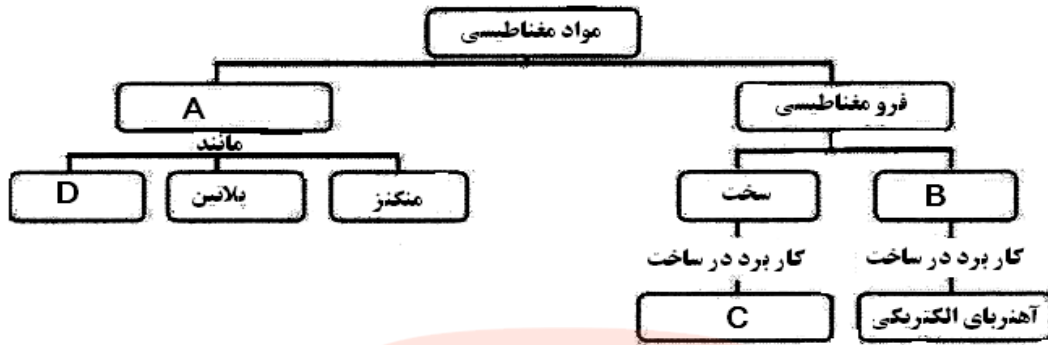 مواد مغناطیسی
A
فرو مغناطیسی
مانند
D
پلاتین
منگنز
سخت
B
کار برد در ساخت
کار برد در ساخت
C
آهنربای الکتریکی